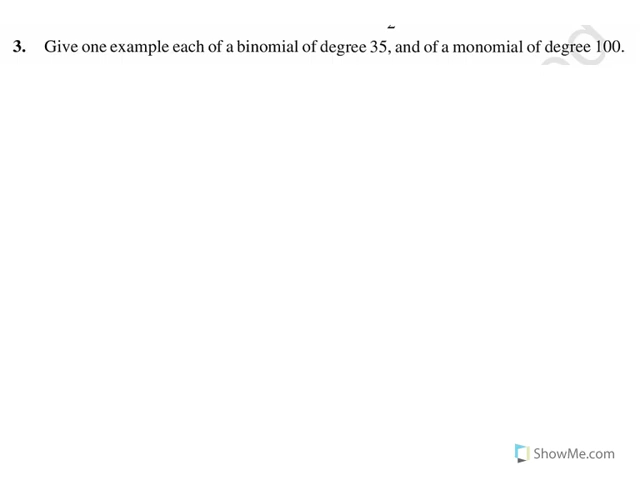 3. Give one example each of a binomial of degree 35, and of a monomial of degree 100.
ShowMe.com